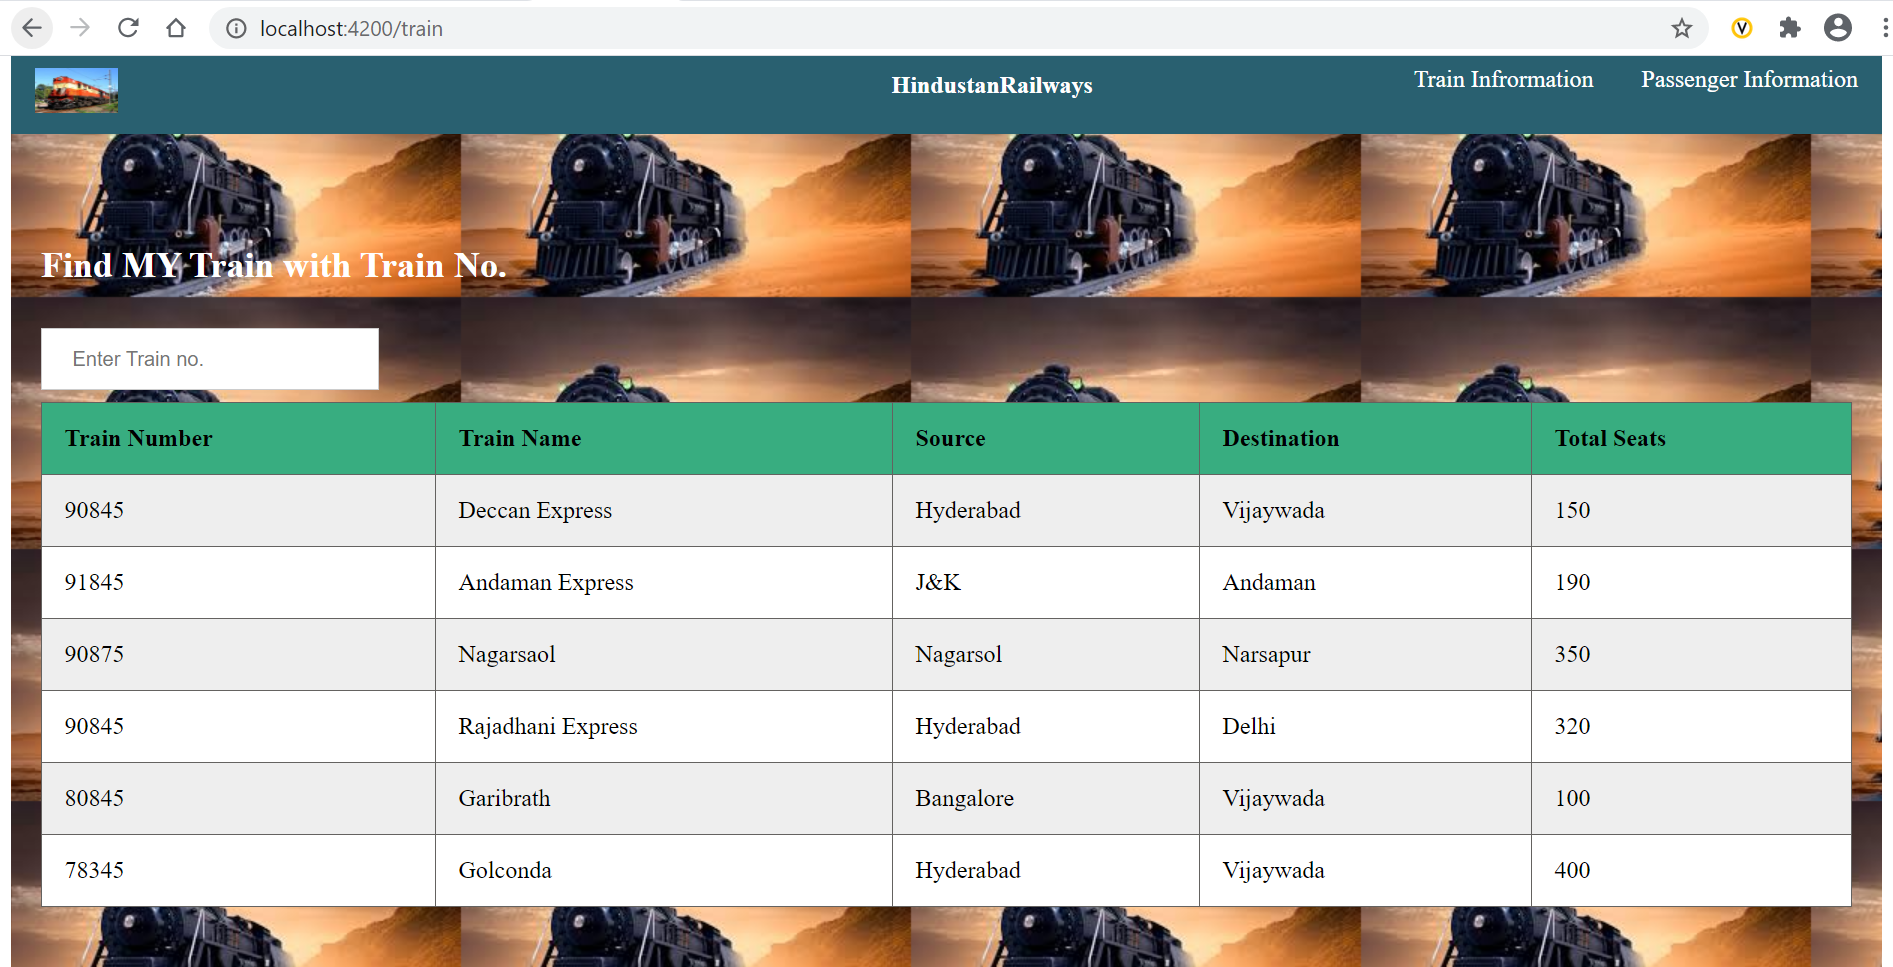 localhost:4200/train
HindustanRailways
Train Infrormation Passenger Information
Find MY Train with Train No.
Enter Train no.
Train Number Train Name Source Destination Total Seats
90845 Deccan Express Hyderabad Vijaywada 150
91845 Andaman Express J&K Andaman 190
90875 Nagarsaol Nagarsol Narsapur 350
90845 Rajadhani Express Hyderabad Delhi 320
80845 Garibrath Bangalore Vijaywada 100
78345 Golconda Hyderabad Vijaywada 400